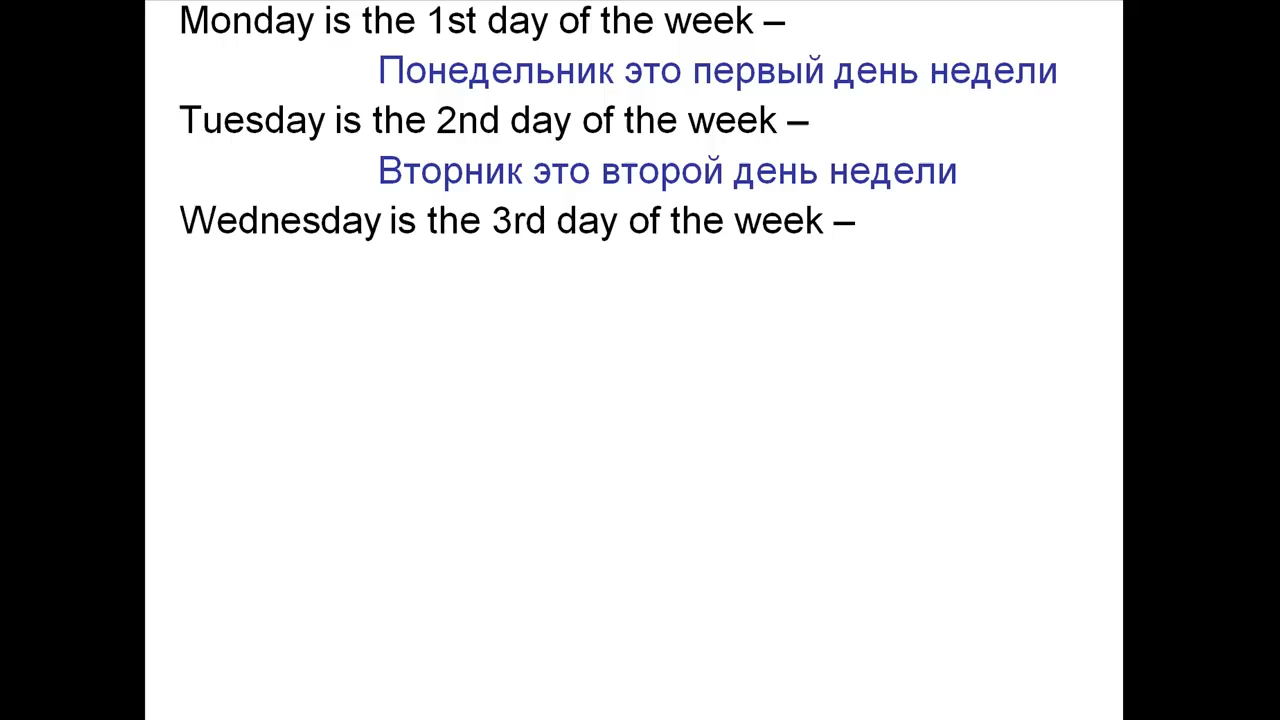 Monday is the 1st day of the week –
Понедельник это первый день недели
Tuesday is the 2nd day of the week –
Вторник это второй день недели
Wednesday is the 3rd day of the week –